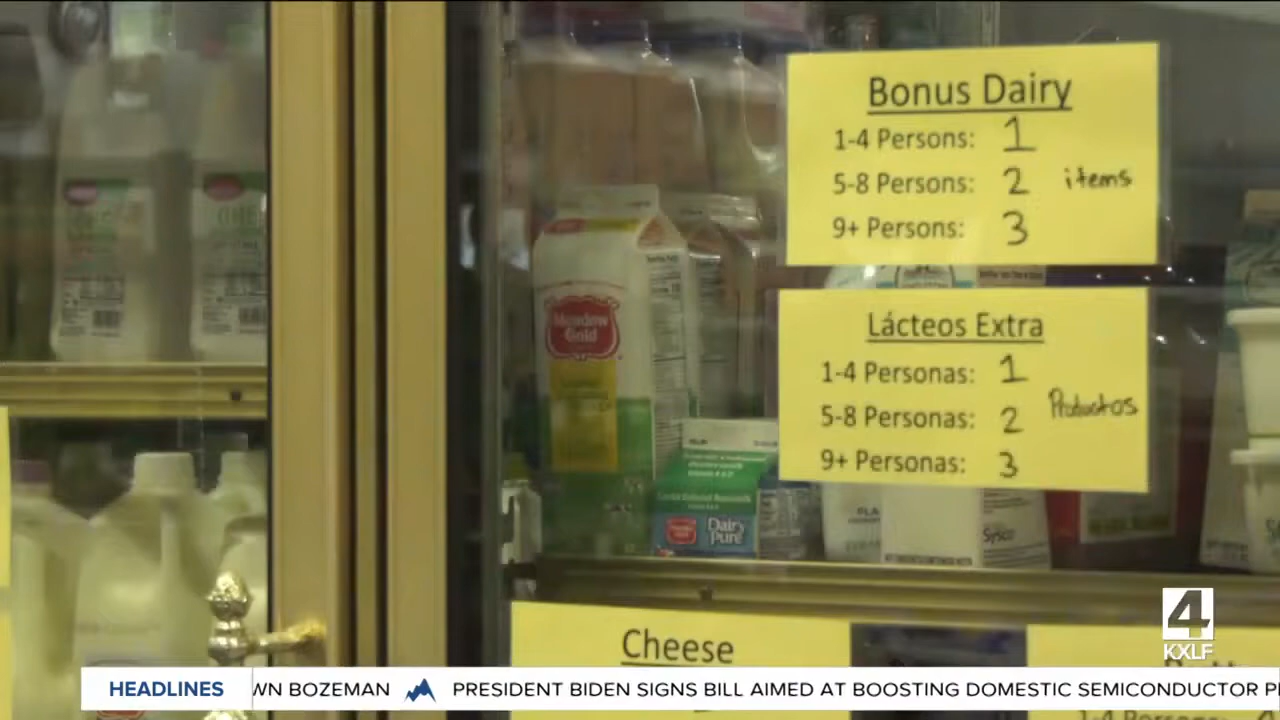 Bonus Dairy
1-4 Persons: 1
5-8 Persons: 2 items
9+ Persons: 3
Lácteos Extra
1-4 Personas: 1
5-8 Personas: 2 Productos
9+ Personas: 3
Meadow Gold
Dairy Pure
Sysco
Cheese
4
KXLF
HEADLINES WN BOZEMAN PRESIDENT BIDEN SIGNS BILL AIMED AT BOOSTING DOMESTIC SEMICONDUCTOR P